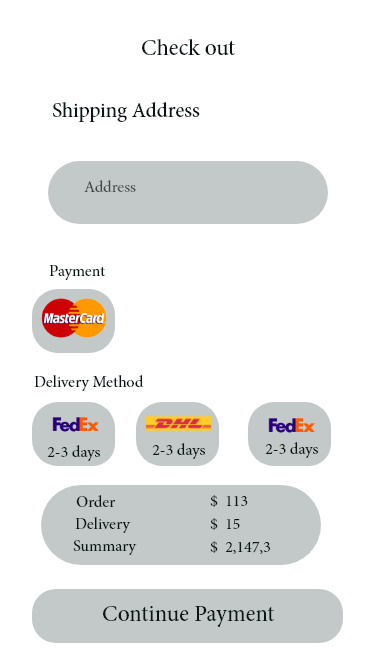 Check out
Shipping Address
Address
Payment
MasterCard
Delivery Method
FedEx DHL FedEx
2-3 days 2-3 days 2-3 days
Order $ 113
Delivery $ 15
Summary $ 2,147,3
Continue Payment